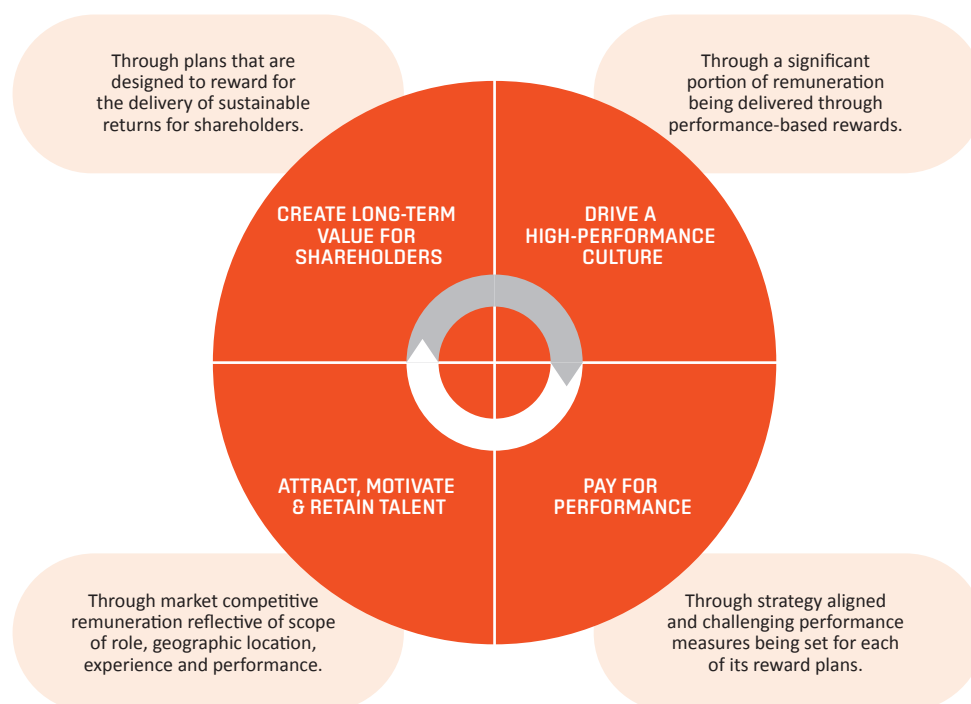 Through plans that are
designed to reward for
the delivery of sustainable
returns for shareholders.
Through a significant
portion of remuneration
being delivered through
performance-based rewards.
CREATE LONG-TERM
VALUE FOR
SHAREHOLDERS
DRIVE A
HIGH-PERFORMANCE
CULTURE
ATTRACT, MOTIVATE
& RETAIN TALENT
PAY FOR
PERFORMANCE
Through market competitive
remuneration reflective of scope
of role, geographic location,
experience and performance.
Through strategy aligned
and challenging performance
measures being set for each
of its reward plans.